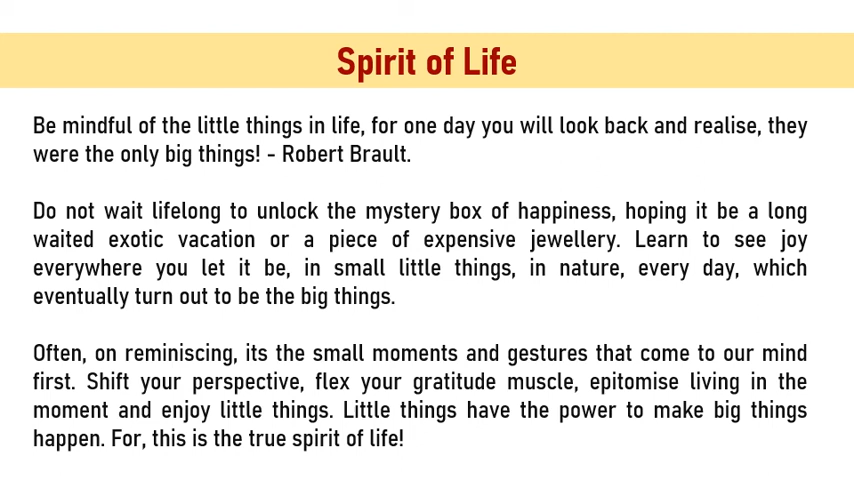 Spirit of Life
Be mindful of the little things in life, for one day you will look back and realise, they
were the only big things! - Robert Brault.
Do not wait lifelong to unlock the mystery box of happiness, hoping it be a long
waited exotic vacation or a piece of expensive jewellery. Learn to see joy
everywhere you let it be, in small little things, in nature, every day, which
eventually turn out to be the big things.
Often, on reminiscing, its the small moments and gestures that come to our mind
first. Shift your perspective, flex your gratitude muscle, epitomise living in the
moment and enjoy little things. Little things have the power to make big things
happen. For, this is the true spirit of life!